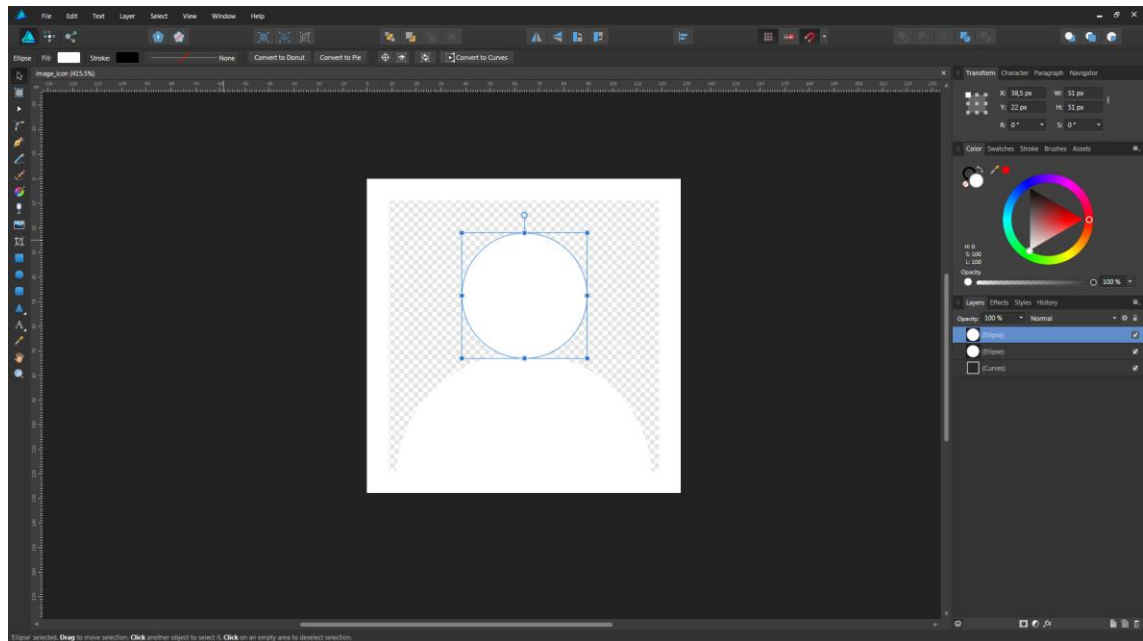 File Edit Text Layer Select View Window Help
Ellipse Fill: Stroke: None Convert to Donut Convert to Pie Convert to Curves
image_icon (415.5%)
Transform Character Paragraph Navigator
X: 38,5 px W: 51 px
Y: 22 px H: 51 px
R: 0° S: 0°
Color Swatches Stroke Brushes Assets
H: 0
S: 100
L: 100
Opacity
100 %
Layers Effects Styles History
Opacity: 100 % Normal
(Ellipse)
(Ellipse)
(Curves)
fx
'Ellipse' selected. Drag to move selection. Click another object to select it. Click on an empty area to deselect selection.